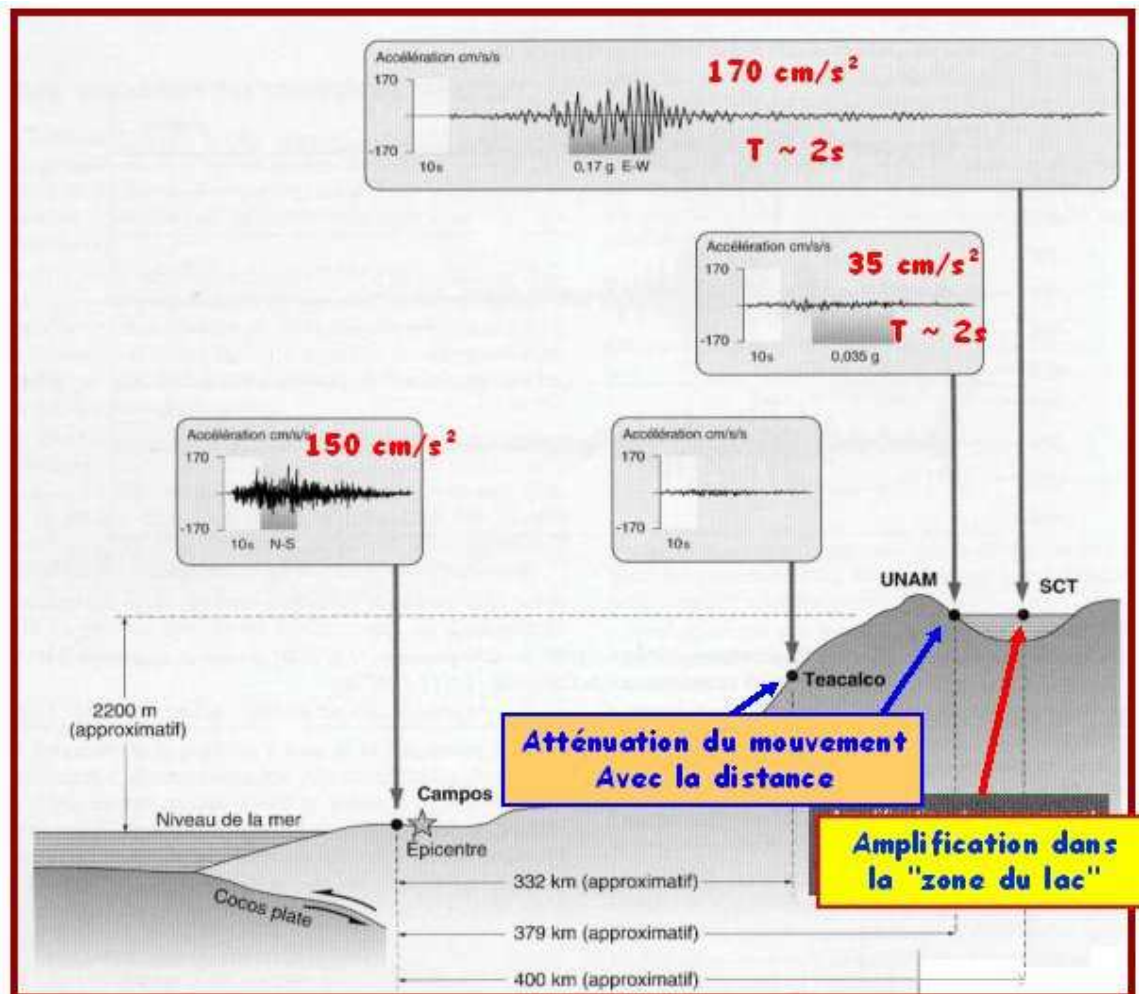 Accélération cm/s/s
170 cm/s²
170
-170
10s
0,17 g E-W
T ~ 2s
Accélération cm/s/s
35 cm/s²
170
-170
10s
0,035 g
T ~ 2s
Accélération cm/s/s
150 cm/s²
170
-170
10s
N-S
Accélération cm/s/s
170
-170
10s
UNAM
SCT
Teacalco
2200 m
(approximatif)
Atténuation du mouvement
Avec la distance
Campos
Niveau de la mer
Épicentre
Amplification dans
la "zone du lac"
332 km (approximatif)
Cocos plate
379 km (approximatif)
400 km (approximatif)